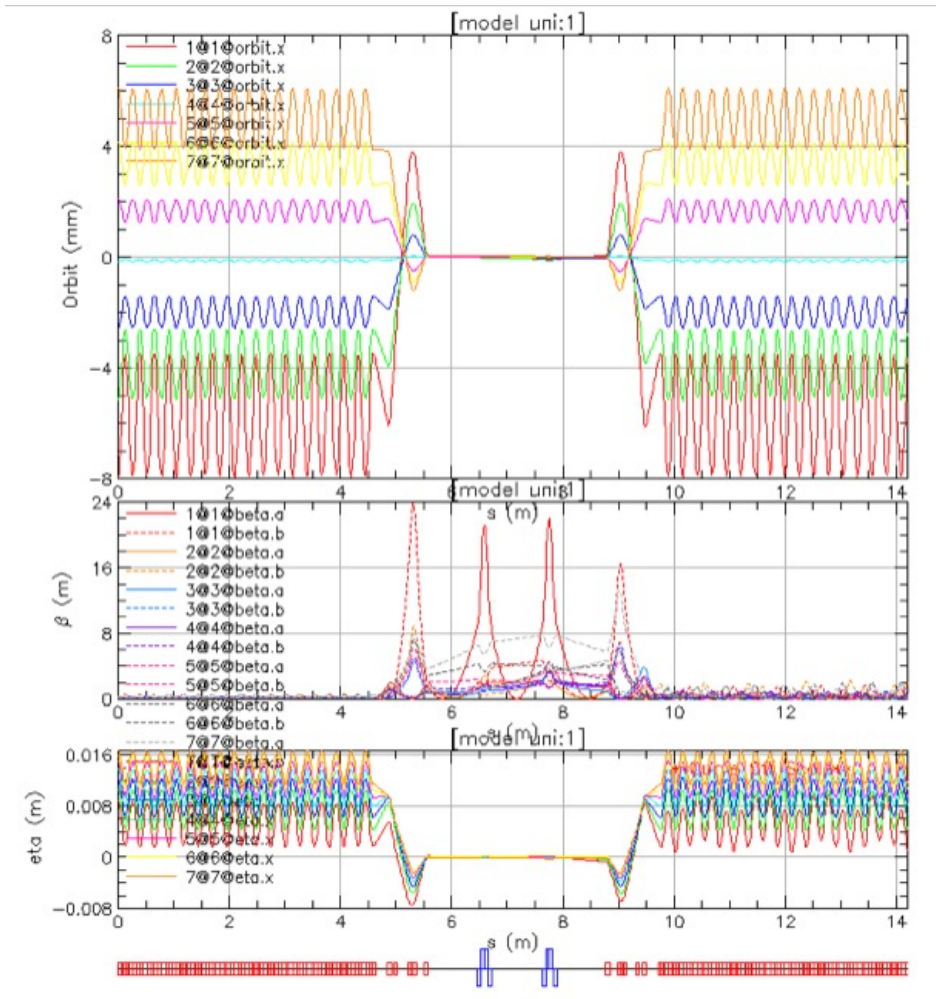 [model uni:1]
8
1@1@orbit.x
2@2@orbit.x
3@3@orbit.x
4@4@orbit.x
5@5@orbit.x
6@6@orbit.x
7@7@orbit.x
4
0
-4
-8
Orbit (mm)
0 2 4 6 8 10 12 14
s (m)
[model uni:1]
24
1@1@beta.a
1@1@beta.b
2@2@beta.a
2@2@beta.b
3@3@beta.a
3@3@beta.b
4@4@beta.a
4@4@beta.b
5@5@beta.a
5@5@beta.b
6@6@beta.a
6@6@beta.b
7@7@beta.a
16
8
0
β (m)
0 2 4 6 8 10 12 14
s (m)
[model uni:1]
0.016
0.008
0
-0.008
eta (m)
4@4@eta.x
5@5@eta.x
6@6@eta.x
7@7@eta.x
0 2 4 6 8 10 12 14
s (m)